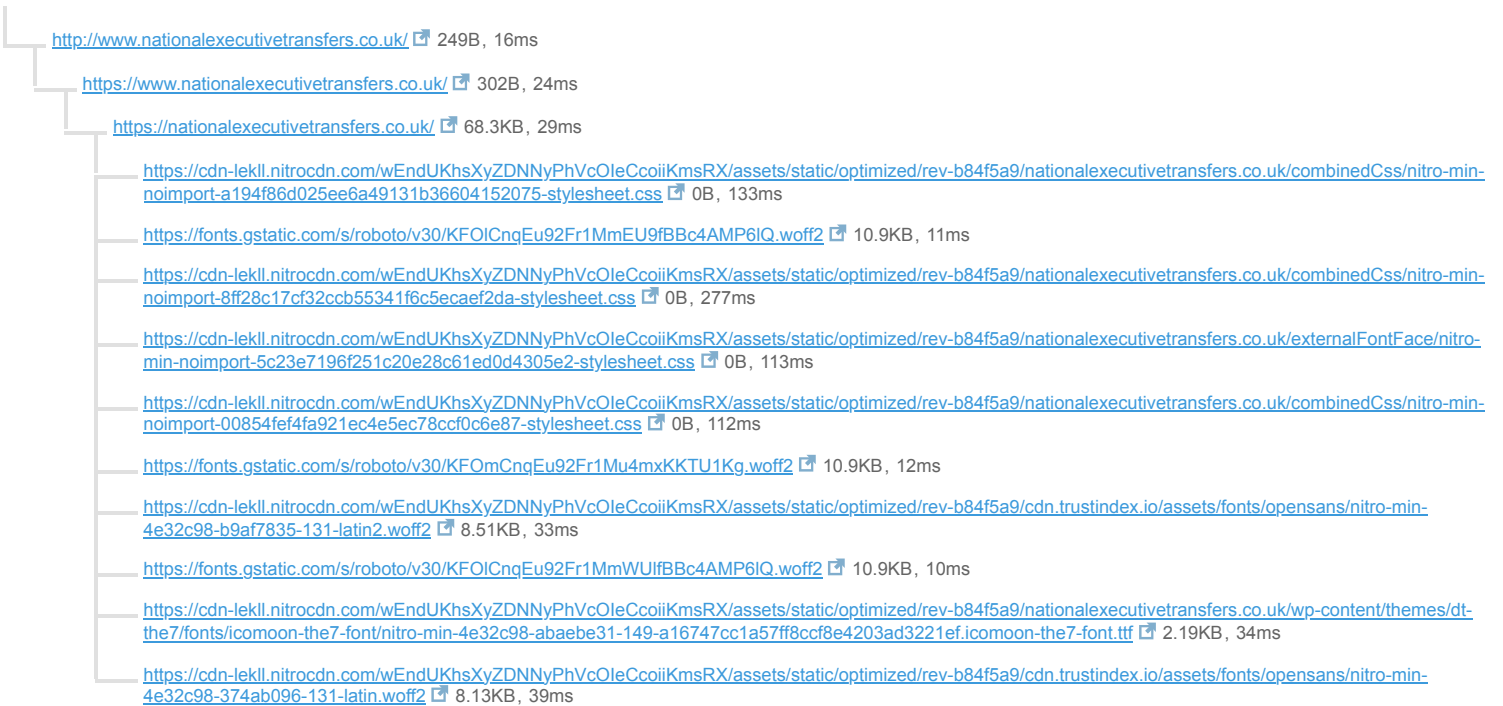 http://www.nationalexecutivetransfers.co.uk/ 249B, 16ms
https://www.nationalexecutivetransfers.co.uk/ 302B, 24ms
https://nationalexecutivetransfers.co.uk/ 68.3KB, 29ms
https://cdn-lekll.nitrocdn.com/wEndUKhsXyZDNNyPhVcOIeCcoiiKmsRX/assets/static/optimized/rev-b84f5a9/nationalexecutivetransfers.co.uk/combinedCss/nitro-min-
noimport-a194f86d025ee6a49131b36604152075-stylesheet.css 0B, 133ms
https://fonts.gstatic.com/s/roboto/v30/KFOlCnqEu92Fr1MmEU9fBBc4AMP6lQ.woff2 10.9KB, 11ms
https://cdn-lekll.nitrocdn.com/wEndUKhsXyZDNNyPhVcOIeCcoiiKmsRX/assets/static/optimized/rev-b84f5a9/nationalexecutivetransfers.co.uk/combinedCss/nitro-min-
noimport-8ff28c17cf32ccb55341f6c5ecaef2da-stylesheet.css 0B, 277ms
https://cdn-lekll.nitrocdn.com/wEndUKhsXyZDNNyPhVcOIeCcoiiKmsRX/assets/static/optimized/rev-b84f5a9/nationalexecutivetransfers.co.uk/externalFontFace/nitro-
min-noimport-5c23e7196f251c20e28c61ed0d4305e2-stylesheet.css 0B, 113ms
https://cdn-lekll.nitrocdn.com/wEndUKhsXyZDNNyPhVcOIeCcoiiKmsRX/assets/static/optimized/rev-b84f5a9/nationalexecutivetransfers.co.uk/combinedCss/nitro-min-
noimport-00854fef4fa921ec4e5ec78ccf0c6e87-stylesheet.css 0B, 112ms
https://fonts.gstatic.com/s/roboto/v30/KFOmCnqEu92Fr1Mu4mxKKTU1Kg.woff2 10.9KB, 12ms
https://cdn-lekll.nitrocdn.com/wEndUKhsXyZDNNyPhVcOIeCcoiiKmsRX/assets/static/optimized/rev-b84f5a9/cdn.trustindex.io/assets/fonts/opensans/nitro-min-
4e32c98-b9af7835-131-latin2.woff2 8.51KB, 33ms
https://fonts.gstatic.com/s/roboto/v30/KFOlCnqEu92Fr1MmWUlfBBc4AMP6lQ.woff2 10.9KB, 10ms
https://cdn-lekll.nitrocdn.com/wEndUKhsXyZDNNyPhVcOIeCcoiiKmsRX/assets/static/optimized/rev-b84f5a9/nationalexecutivetransfers.co.uk/wp-content/themes/dt-
the7/fonts/icomoon-the7-font/nitro-min-4e32c98-abaebe31-149-a16747cc1a57ff8ccf8e4203ad3221ef.icomoon-the7-font.ttf 2.19KB, 34ms
https://cdn-lekll.nitrocdn.com/wEndUKhsXyZDNNyPhVcOIeCcoiiKmsRX/assets/static/optimized/rev-b84f5a9/cdn.trustindex.io/assets/fonts/opensans/nitro-min-
4e32c98-374ab096-131-latin.woff2 8.13KB, 39ms